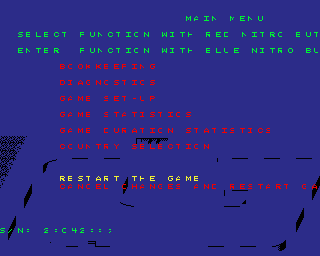 MAIN MENU
SELECT FUNCTION WITH RED NITRO BUT
ENTER FUNCTION WITH BLUE NITRO BU
BOOKKEEPING
DIAGNOSTICS
GAME SET-UP
GAME STATISTICS
GAME DURATION STATISTICS
COUNTRY SELECTION
RESTART THE GAME
CANCEL CHANGES AND RESTART GA
S/N: